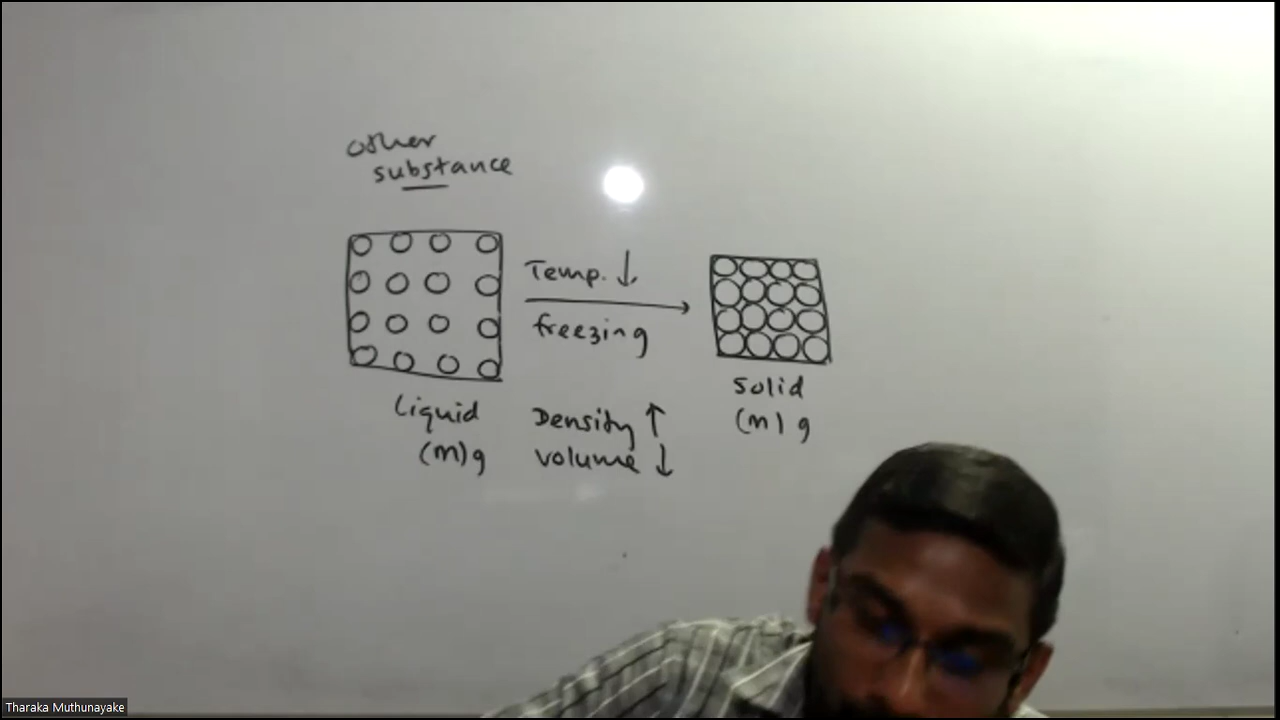 other
substance
Temp. ↓
freezing
Liquid
(m)g
Density ↑
volume ↓
Solid
(m) g
Tharaka Muthunayake